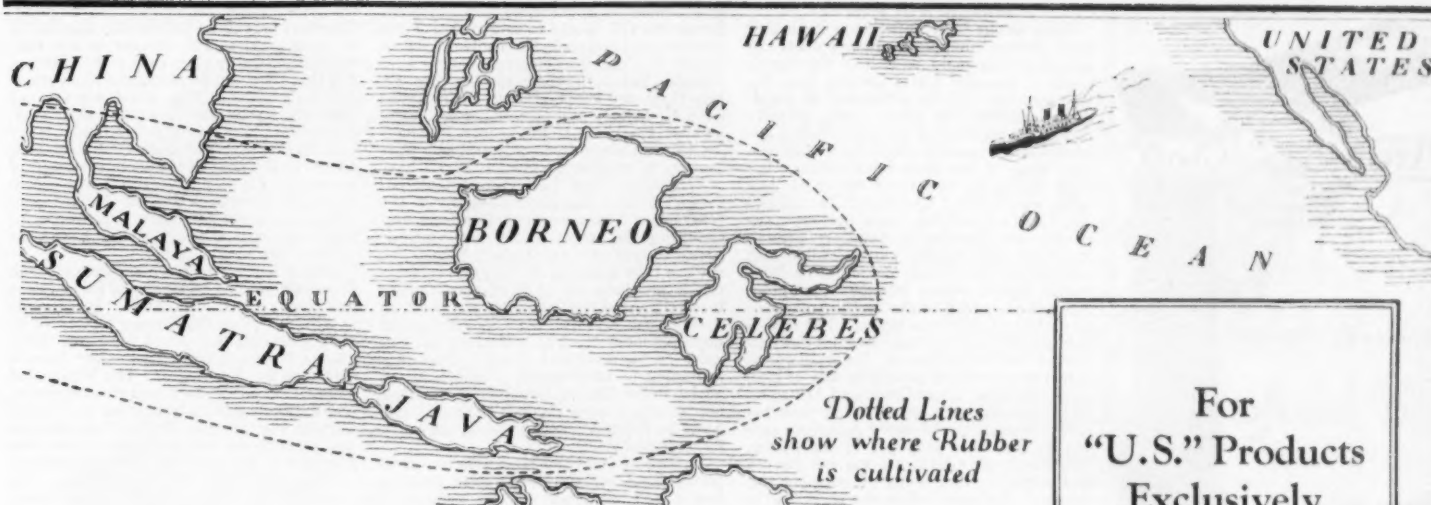 HAWAII
UNITED
STATES
CHINA
PACIFIC OCEAN
MALAYA
BORNEO
SUMATRA
EQUATOR
CELEBES
JAVA
Dotted Lines
show where Rubber
is cultivated
For
"U.S." Products
Exclusively